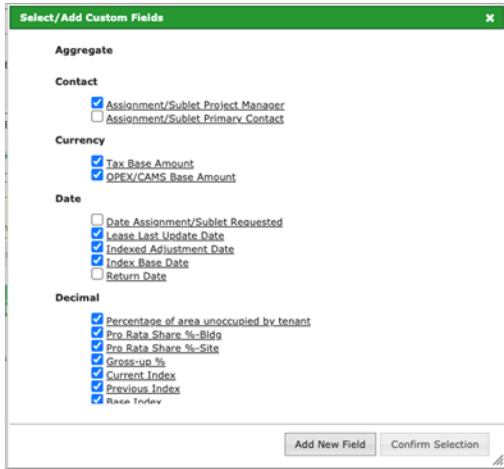 Select/Add Custom Fields
Aggregate
Contact
Assignment/Sublet Project Manager
Assignment/Sublet Primary Contact
Currency
Tax Base Amount
OPEX/CAMS Base Amount
Date
Date Assignment/Sublet Requested
Lease Last Update Date
Indexed Adjustment Date
Index Base Date
Return Date
Decimal
Percentage of area unoccupied by tenant
Pro Rata Share %-Bldg
Pro Rata Share %-Site
Gross-up %
Current Index
Previous Index
Base Index
Add New Field Confirm Selection